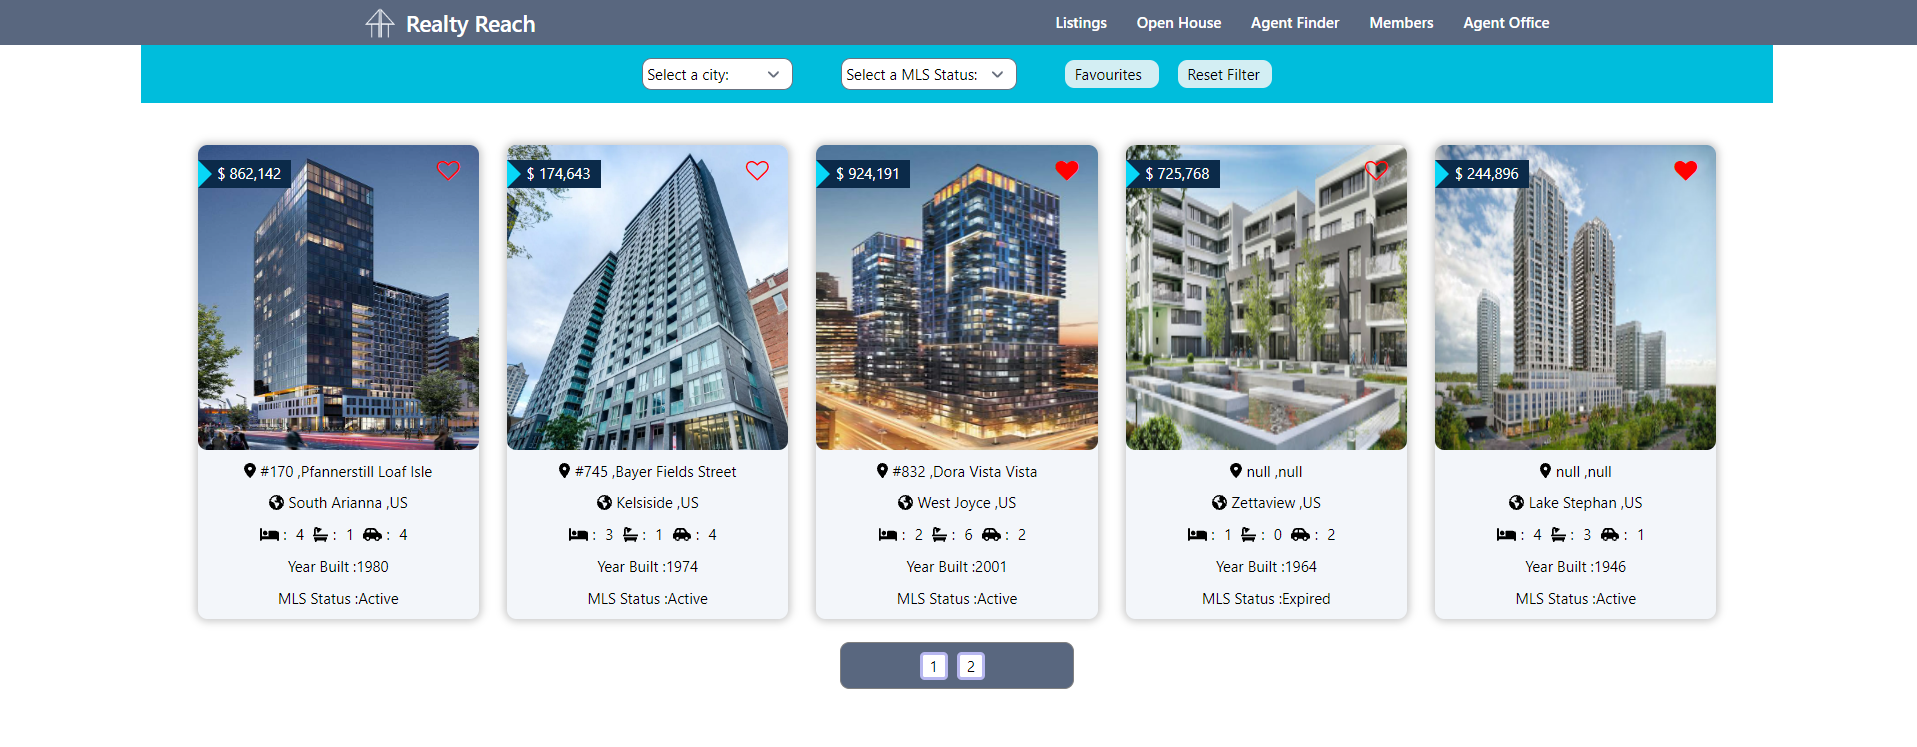 Realty Reach
Listings Open House Agent Finder Members Agent Office
Select a city: Select a MLS Status: Favourites Reset Filter
$ 862,142
#170 ,Pfannerstill Loaf Isle
South Arianna ,US
: 4 : 1 : 4
Year Built :1980
MLS Status :Active
$ 174,643
#745 ,Bayer Fields Street
Kelsiside ,US
: 3 : 1 : 4
Year Built :1974
MLS Status :Active
$ 924,191
#832 ,Dora Vista Vista
West Joyce ,US
: 2 : 6 : 2
Year Built :2001
MLS Status :Active
$ 725,768
null ,null
Zettaview ,US
: 1 : 0 : 2
Year Built :1964
MLS Status :Expired
$ 244,896
null ,null
Lake Stephan ,US
: 4 : 3 : 1
Year Built :1946
MLS Status :Active
1 2